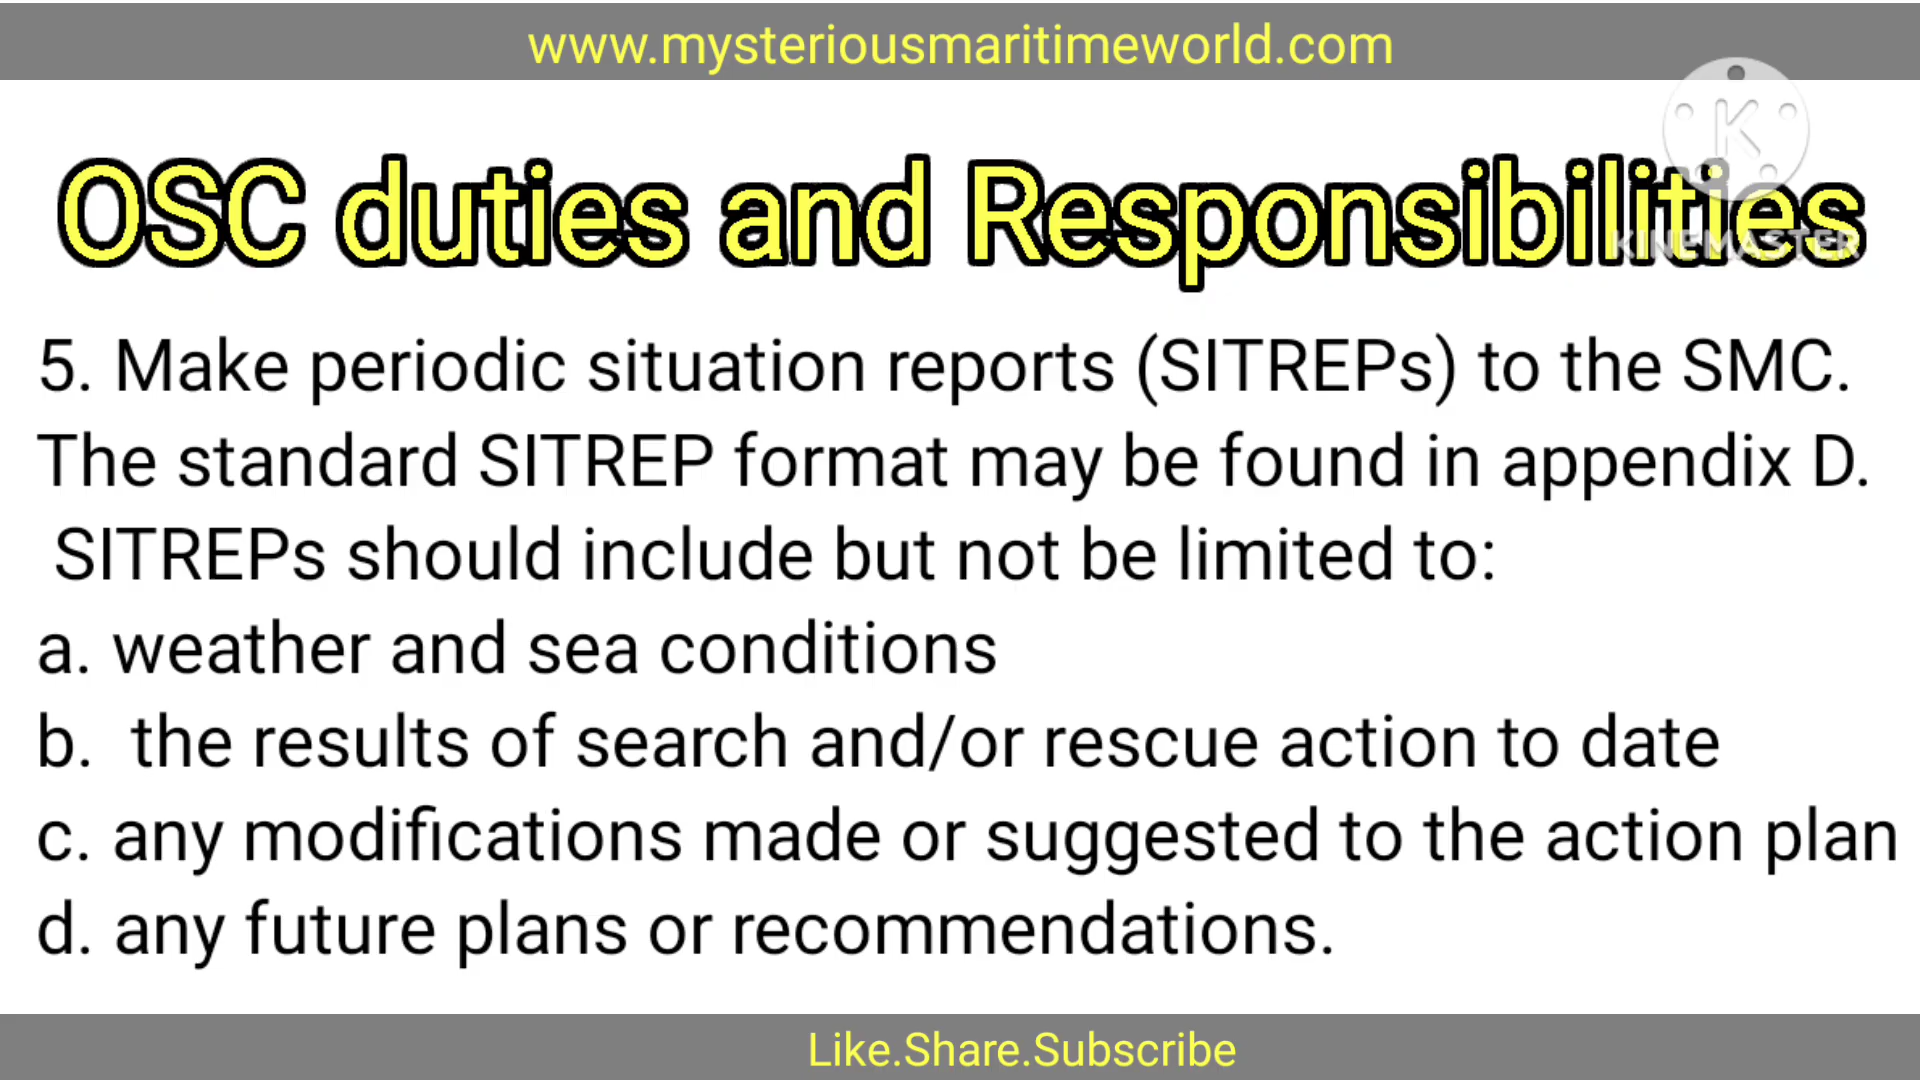 www.mysteriousmaritimeworld.com
K
OSC duties and Responsibilities
KINEMASTER
5. Make periodic situation reports (SITREPs) to the SMC.
The standard SITREP format may be found in appendix D.
SITREPs should include but not be limited to:
a. weather and sea conditions
b. the results of search and/or rescue action to date
c. any modifications made or suggested to the action plan
d. any future plans or recommendations.
Like.Share.Subscribe